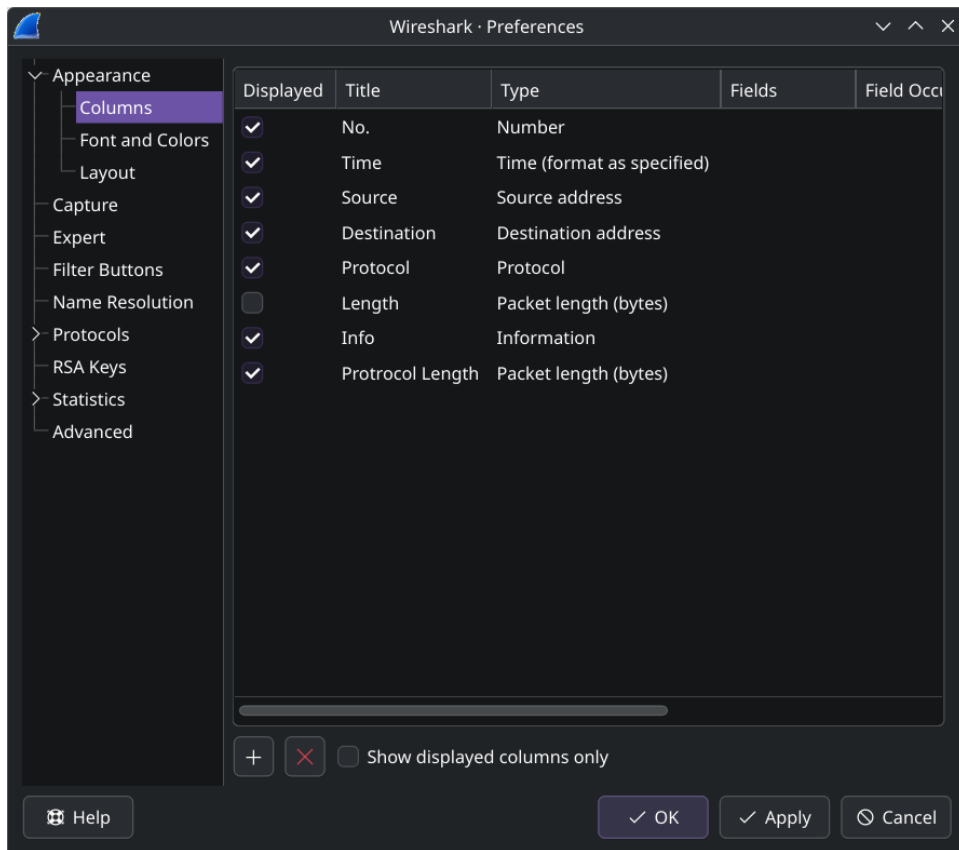 Wireshark · Preferences
Appearance
Columns
Font and Colors
Layout
Capture
Expert
Filter Buttons
Name Resolution
Protocols
RSA Keys
Statistics
Advanced
Displayed Title Type Fields Field Occu
No. Number
Time Time (format as specified)
Source Source address
Destination Destination address
Protocol Protocol
Length Packet length (bytes)
Info Information
Protrocol Length Packet length (bytes)
Show displayed columns only
Help OK Apply Cancel